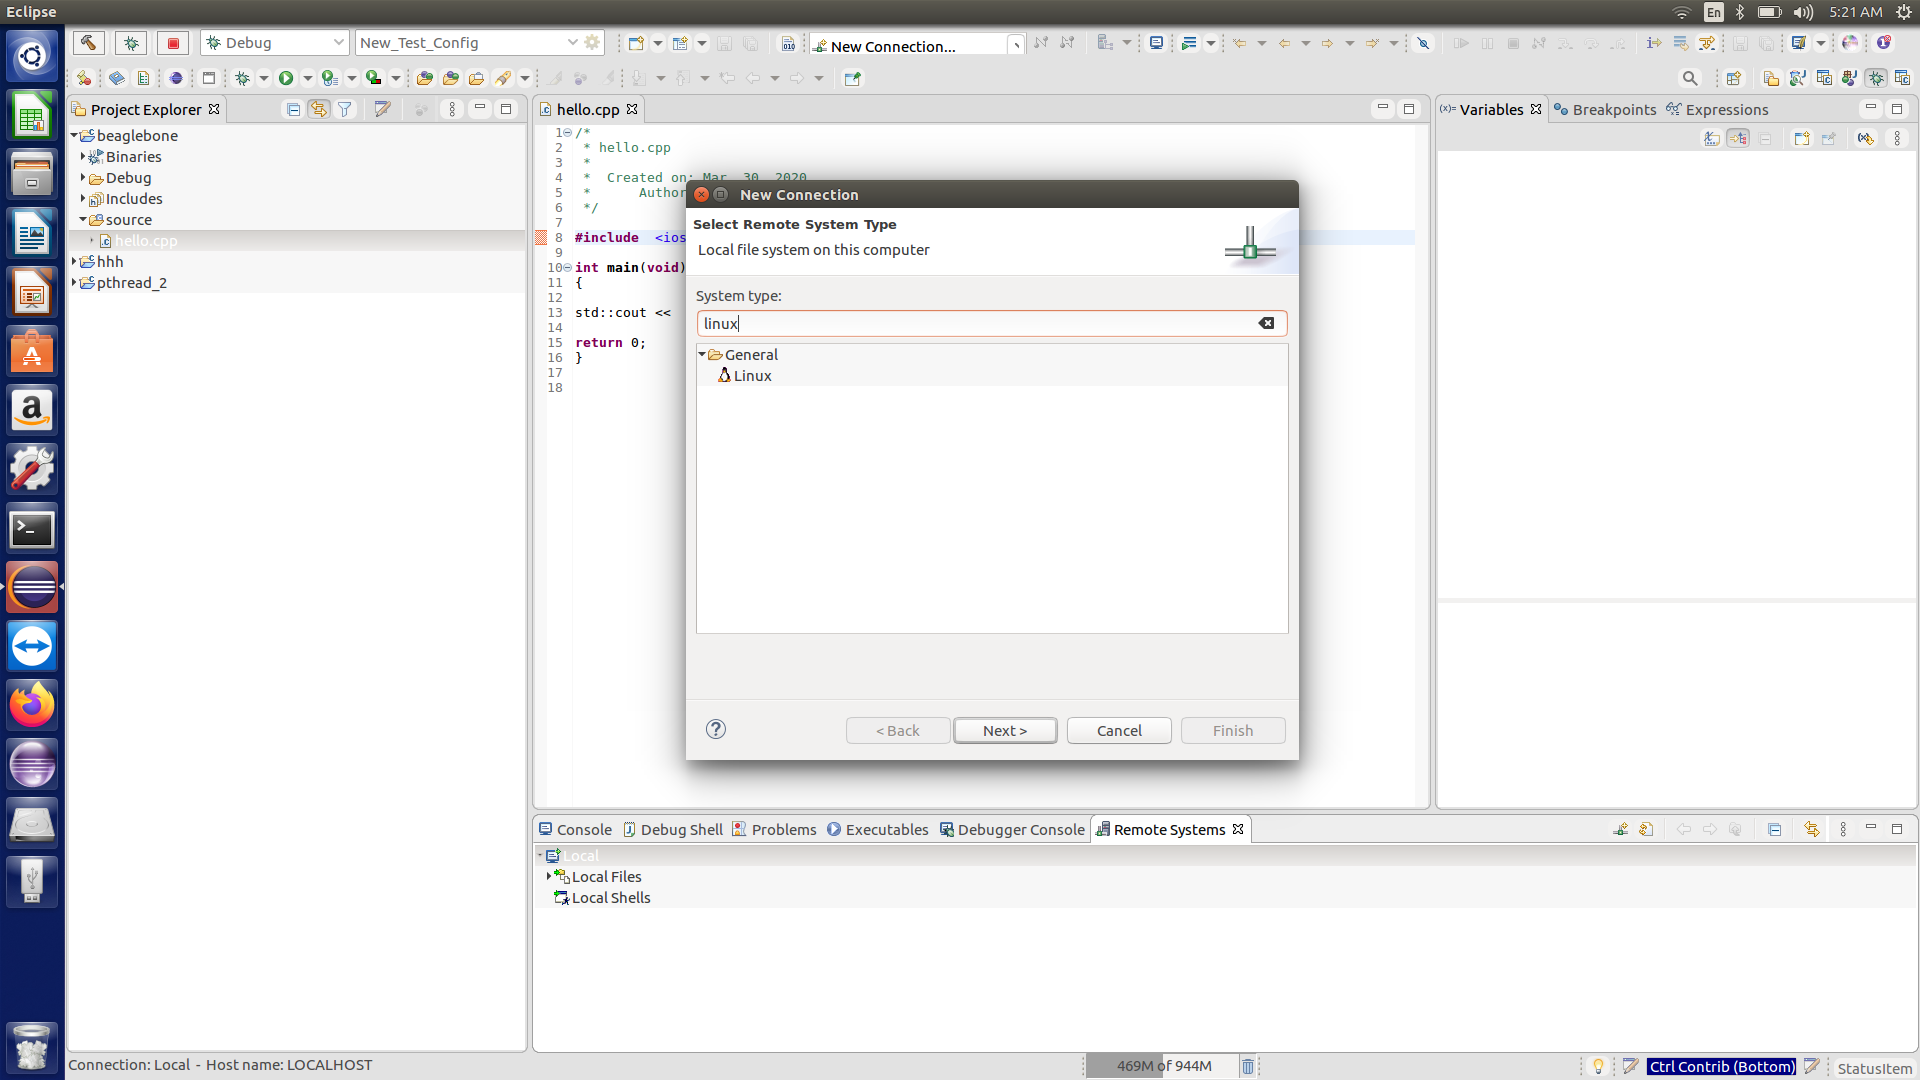 Eclipse
En
5:21 AM
Debug
New_Test_Config
New Connection...
Project Explorer
hello.cpp
Variables
Breakpoints
Expressions
beaglebone
Binaries
Debug
Includes
source
hello.cpp
hhh
pthread_2
1 /*
2 * hello.cpp
3 *
4 * Created on: Mar 30, 2020
5 * Author
6 */
7
8 #include <ios
9
10 int main(void)
11 {
12
13 std::cout <<
14
15 return 0;
16 }
17
18
New Connection
Select Remote System Type
Local file system on this computer
System type:
linux
General
Linux
< Back
Next >
Cancel
Finish
Console
Debug Shell
Problems
Executables
Debugger Console
Remote Systems
Local
Local Files
Local Shells
Connection: Local - Host name: LOCALHOST
469M of 944M
Ctrl Contrib (Bottom)
StatusItem